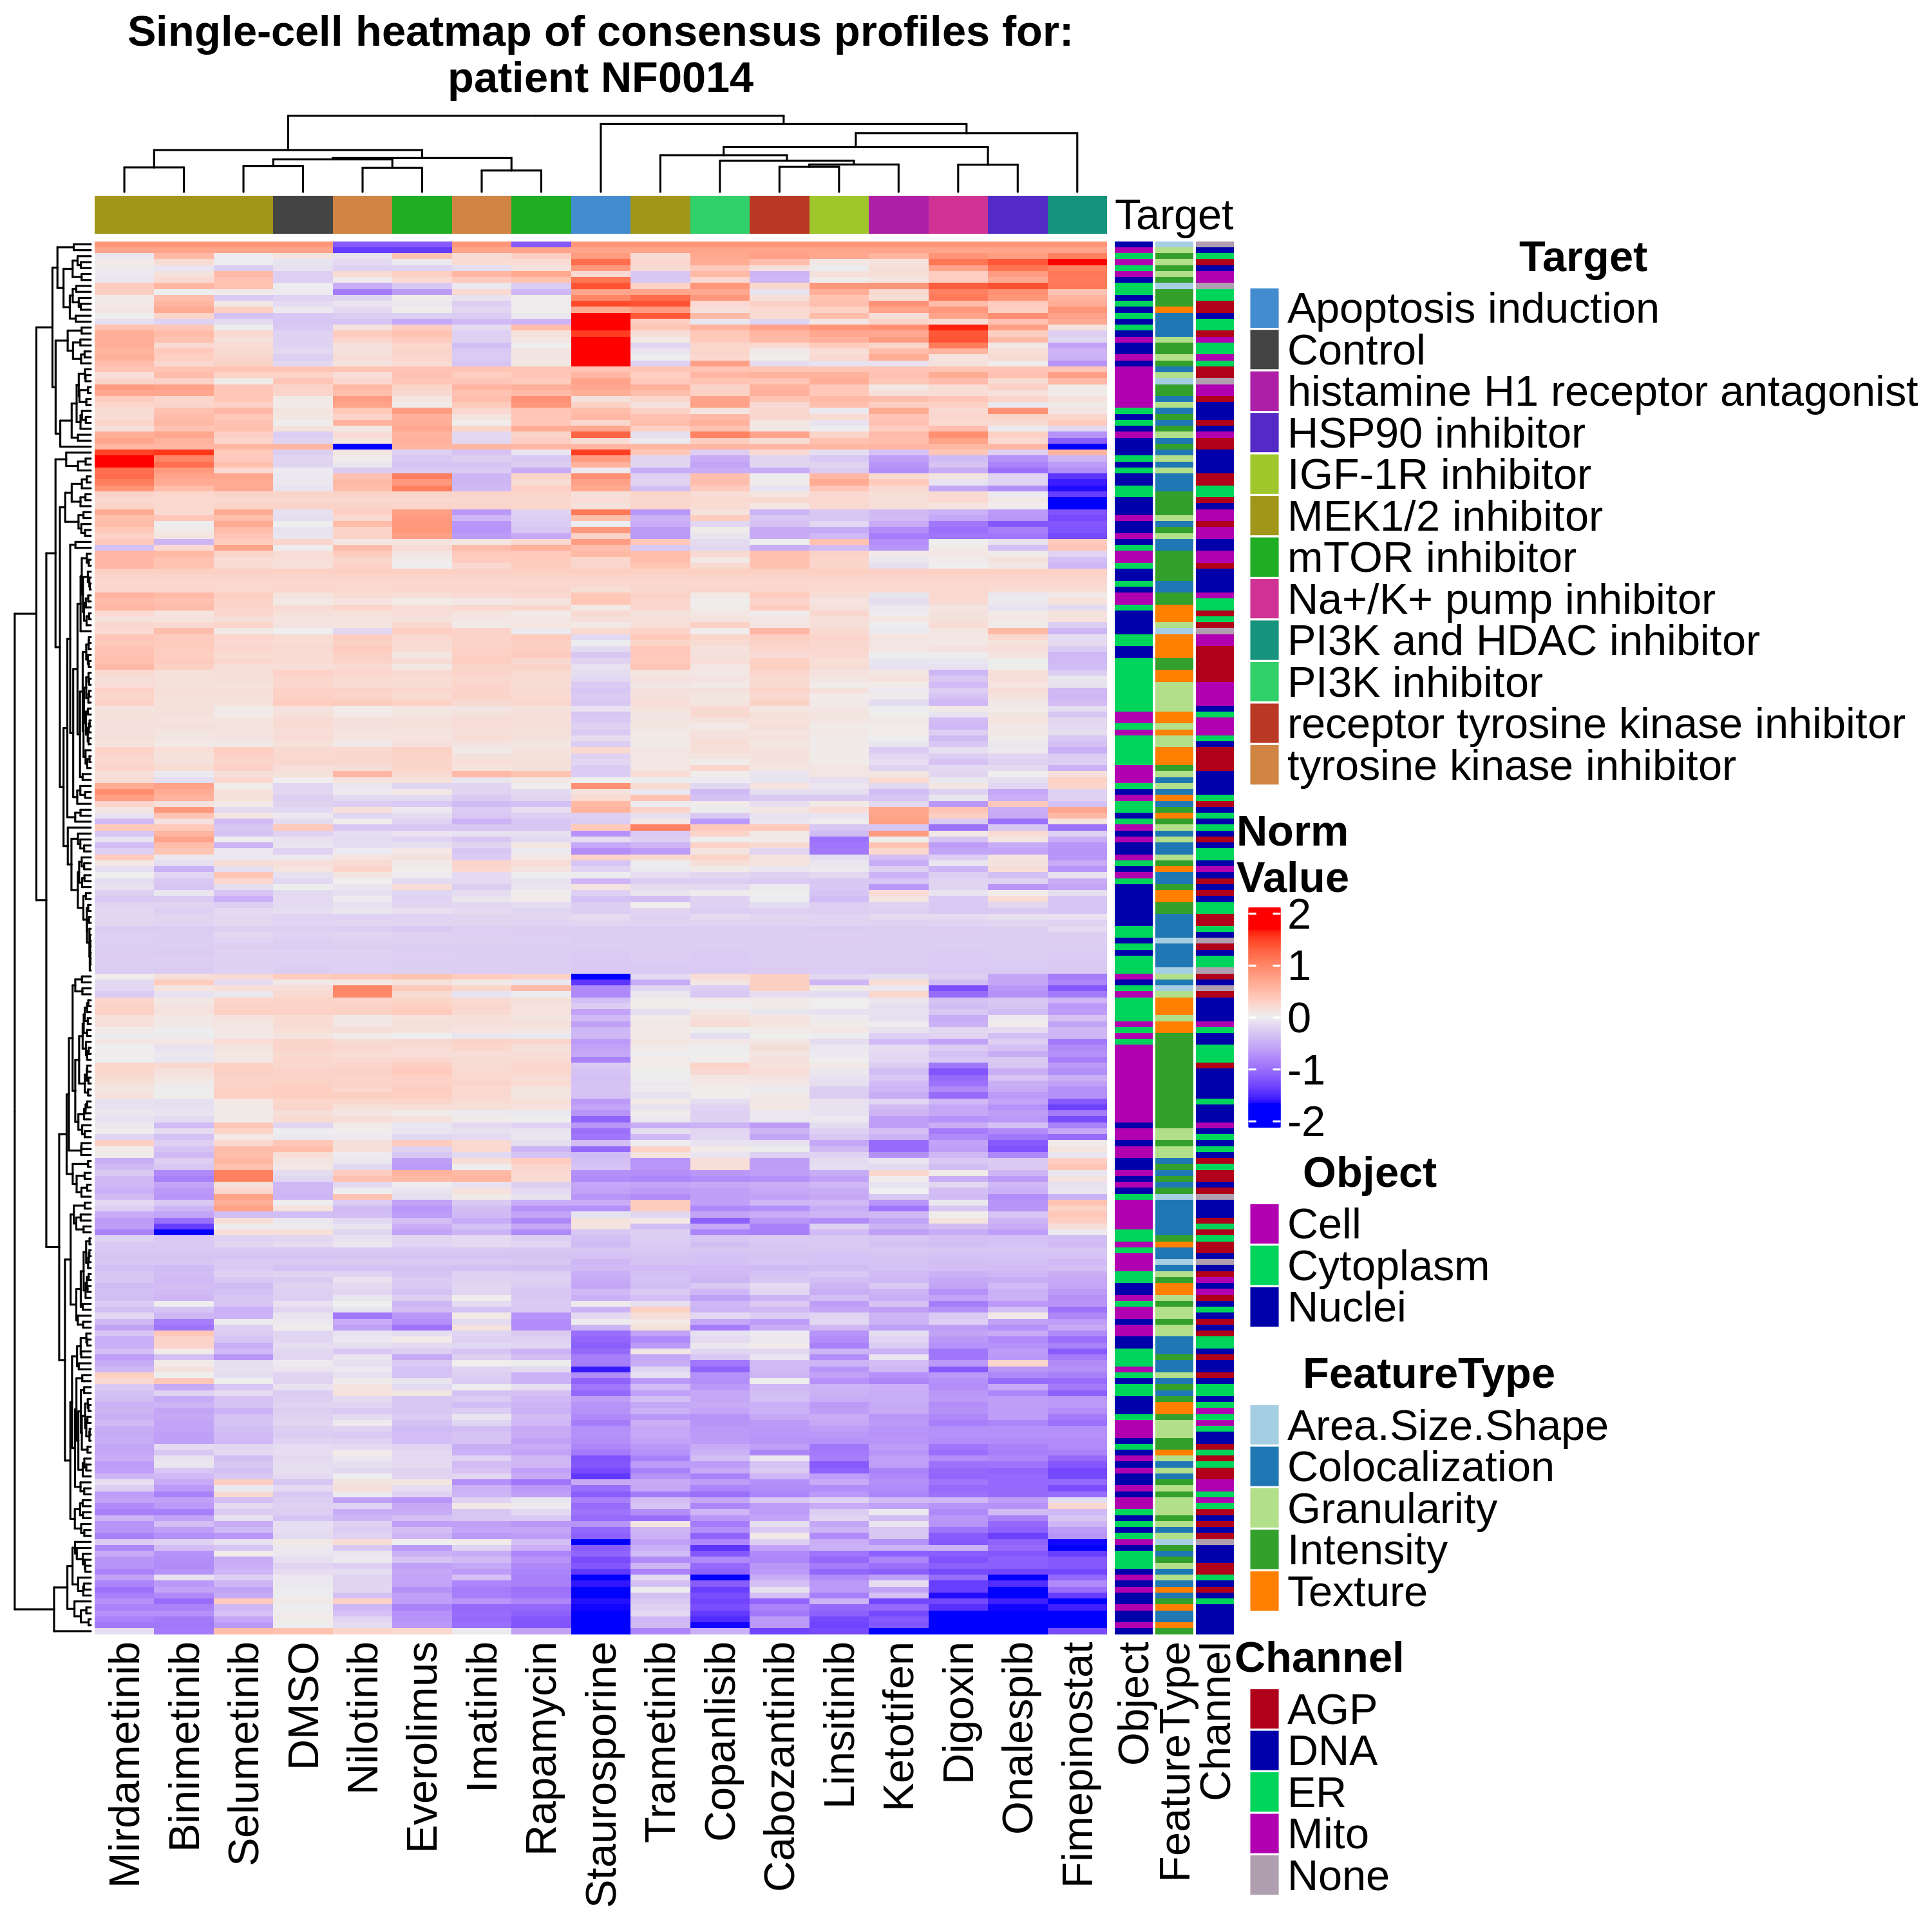 Single-cell heatmap of consensus profiles for:
patient NF0014
Target
Target
Apoptosis induction
Control
histamine H1 receptor antagonist
HSP90 inhibitor
IGF-1R inhibitor
MEK1/2 inhibitor
mTOR inhibitor
Na+/K+ pump inhibitor
PI3K and HDAC inhibitor
PI3K inhibitor
receptor tyrosine kinase inhibitor
tyrosine kinase inhibitor
Norm
Value
2
1
0
-1
-2
Object
Cell
Cytoplasm
Nuclei
FeatureType
Area.Size.Shape
Colocalization
Granularity
Intensity
Texture
Channel
AGP
DNA
ER
Mito
None
Mirdametinib
Binimetinib
Selumetinib
DMSO
Nilotinib
Everolimus
Imatinib
Rapamycin
Staurosporine
Trametinib
Copanlisib
Cabozantinib
Linsitinib
Ketotifen
Digoxin
Onalespib
Fimepinostat
Object
FeatureType
Channel